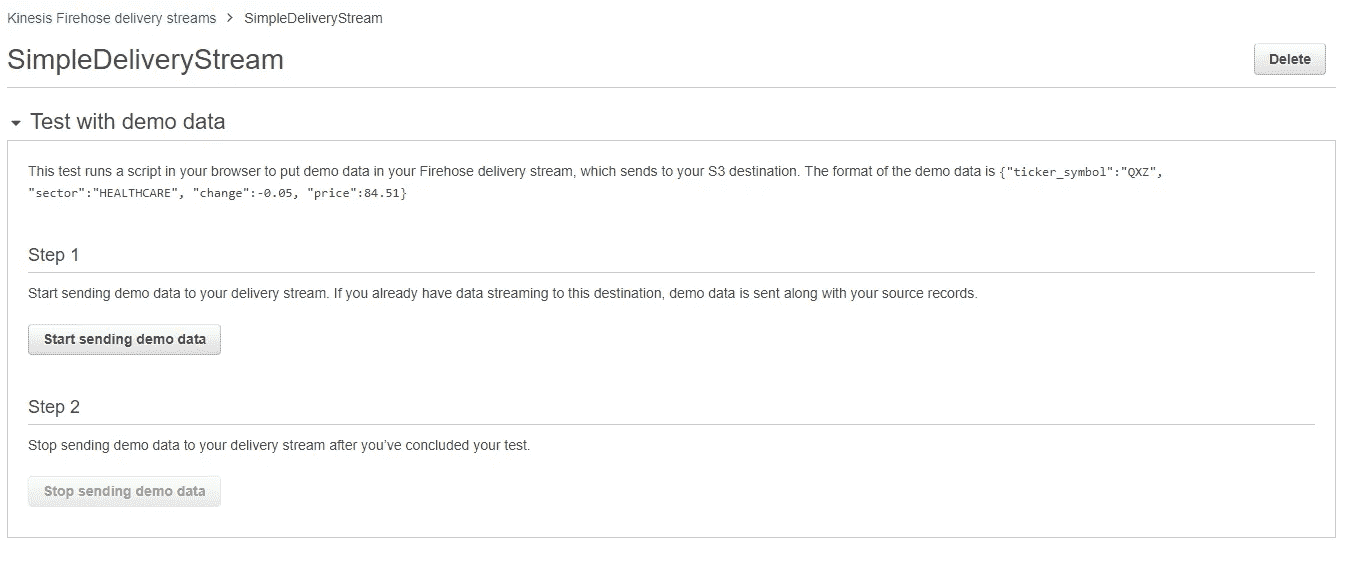 Kinesis Firehose delivery streams > SimpleDeliveryStream
SimpleDeliveryStream
Delete
Test with demo data
This test runs a script in your browser to put demo data in your Firehose delivery stream, which sends to your S3 destination. The format of the demo data is {"ticker_symbol":"QXZ",
"sector":"HEALTHCARE", "change":-0.05, "price":84.51}
Step 1
Start sending demo data to your delivery stream. If you already have data streaming to this destination, demo data is sent along with your source records.
Start sending demo data
Step 2
Stop sending demo data to your delivery stream after you’ve concluded your test.
Stop sending demo data